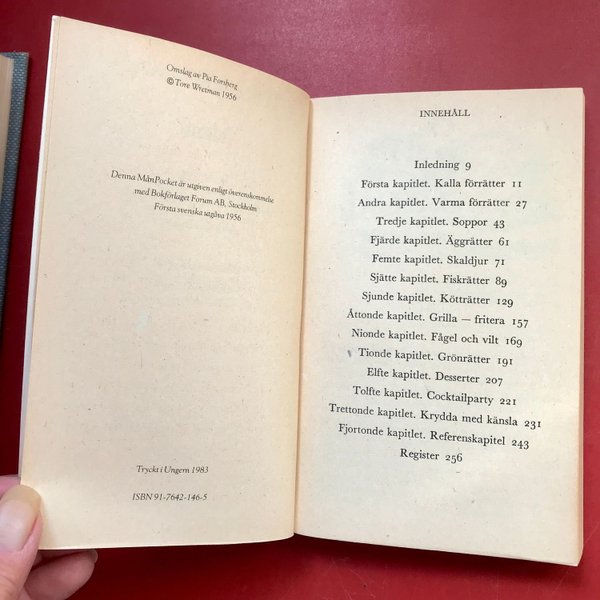 Omslag av Pia Forsberg
© Tore Wretman 1956
Denna MånPocket är utgiven enligt överenskommelse
med Bokförlaget Forum AB, Stockholm
Första svenska utgåva 1956
Tryckt i Ungern 1983
ISBN 91-7642-146-5
INNEHÅLL
Inledning 9
Första kapitlet. Kalla förrätter 11
Andra kapitlet. Varma förrätter 27
Tredje kapitlet. Soppor 43
Fjärde kapitlet. Äggrätter 61
Femte kapitlet. Skaldjur 71
Sjätte kapitlet. Fiskrätter 89
Sjunde kapitlet. Kötträtter 129
Åttonde kapitlet. Grilla — fritera 157
Nionde kapitlet. Fågel och vilt 169
Tionde kapitlet. Grönrätter 191
Elfte kapitlet. Desserter 207
Tolfte kapitlet. Cocktailparty 221
Trettonde kapitlet. Krydda med känsla 231
Fjortonde kapitlet. Referenskapitel 243
Register 256